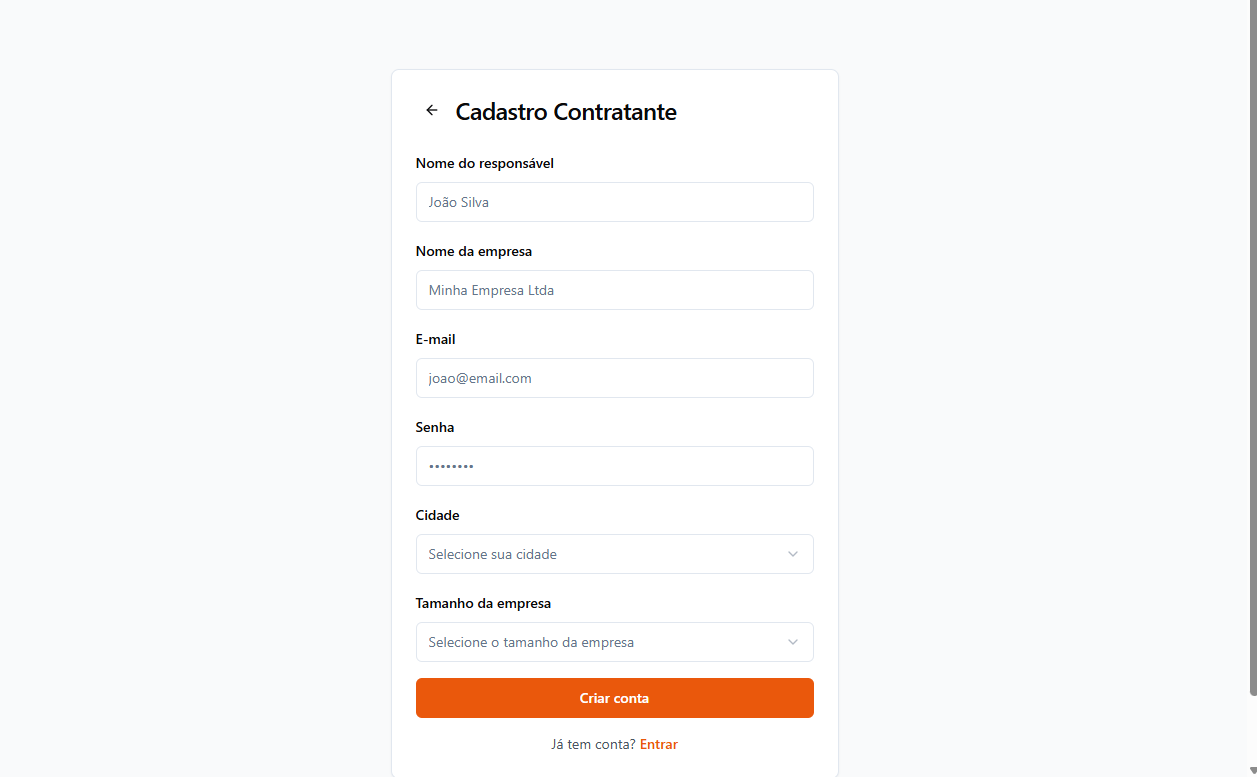 Cadastro Contratante
Nome do responsável
João Silva
Nome da empresa
Minha Empresa Ltda
E-mail
joao@email.com
Senha
••••••••
Cidade
Selecione sua cidade
Tamanho da empresa
Selecione o tamanho da empresa
Criar conta
Já tem conta? Entrar